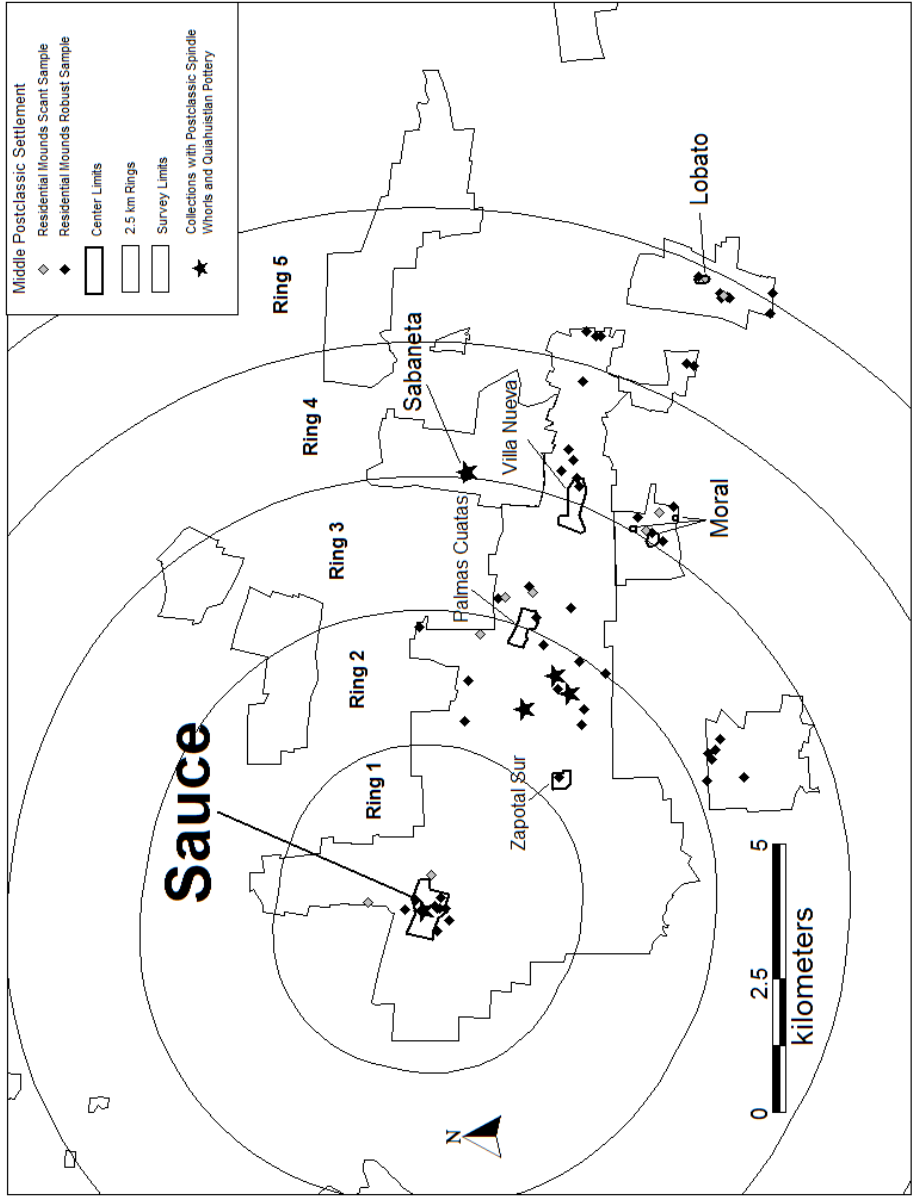 Middle Postclassic Settlement
Residential Mounds Scant Sample
Residential Mounds Robust Sample
Center Limits
2.5 km Rings
Survey Limits
Collections with Postclassic Spindle
Whorls and Quiahuistlan Pottery
Sauce
Ring 1
Ring 2
Ring 3
Ring 4
Ring 5
Zapotal Sur
Palmas Cuatas
Sabaneta
Villa Nueva
Moral
Lobato
N
0 2.5 5
kilometers